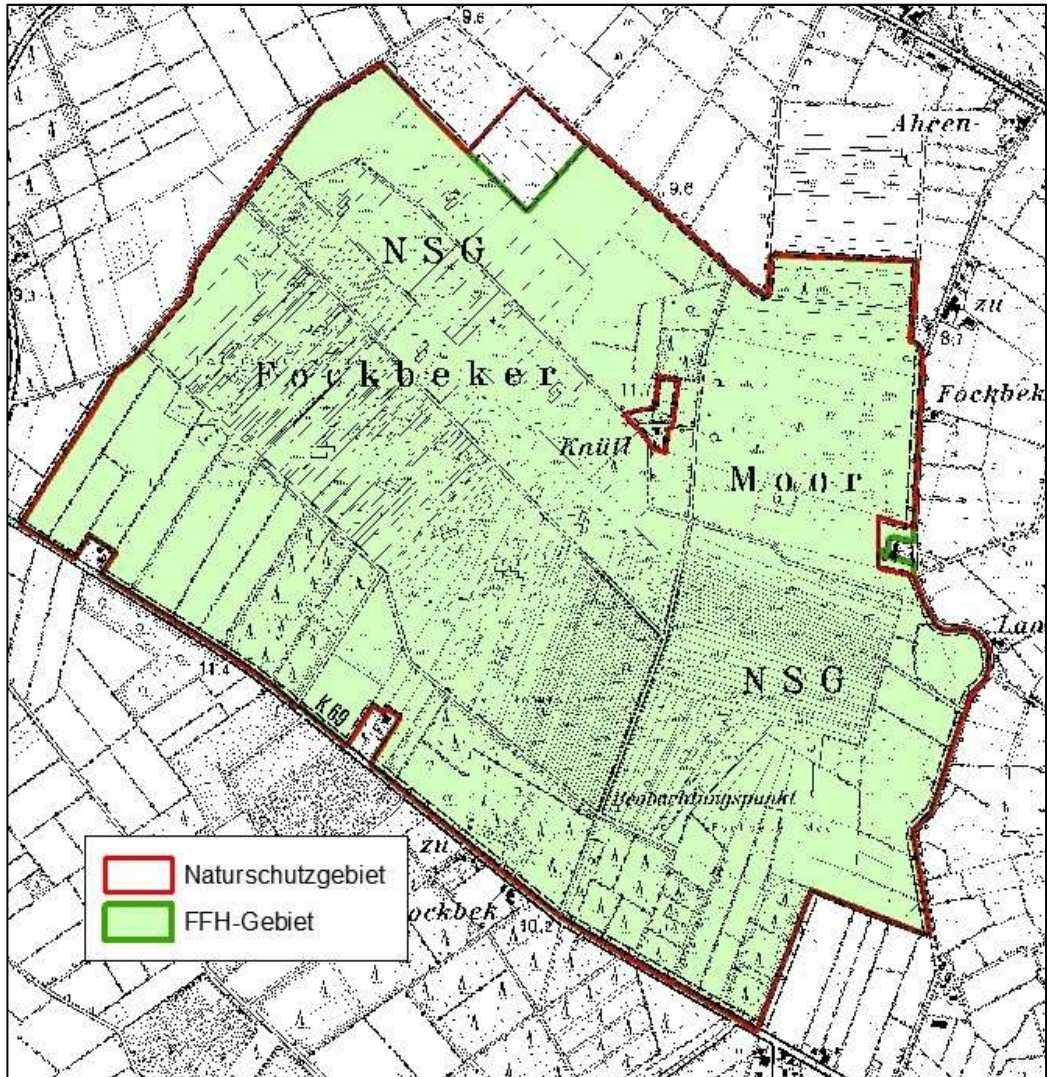 9.6
Ahren-
9.6
NSG
zu
9.3
8.1
Fockbeker
Fockbek
11.
Knüll
Moor
Lan
NSG
11.4
K 69
Beobachtungspunkt
zu
ockbek
10.2
Naturschutzgebiet
FFH-Gebiet